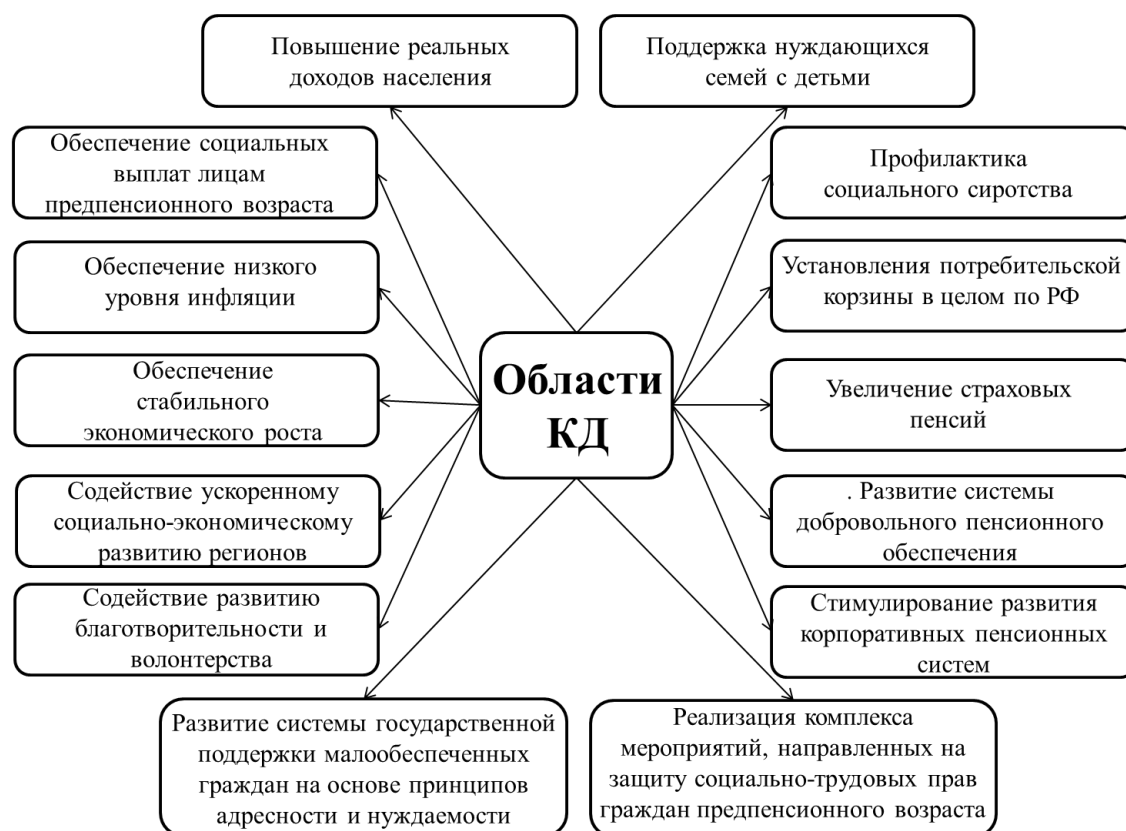 Повышение реальных
доходов населения
Поддержка нуждающихся
семей с детьми
Обеспечение социальных
выплат лицам
предпенсионного возраста
Профилактика
социального сиротства
Обеспечение низкого
уровня инфляции
Установления потребительской
корзины в целом по РФ
Области
КД
Обеспечение
стабильного
экономического роста
Увеличение страховых
пенсий
Содействие ускоренному
социально-экономическому
развитию регионов
. Развитие системы
добровольного пенсионного
обеспечения
Содействие развитию
благотворительности и
волонтерства
Стимулирование развития
корпоративных пенсионных
систем
Развитие системы государственной
поддержки малообеспеченных
граждан на основе принципов
адресности и нуждаемости
Реализация комплекса
мероприятий, направленных на
защиту социально-трудовых прав
граждан предпенсионного возраста